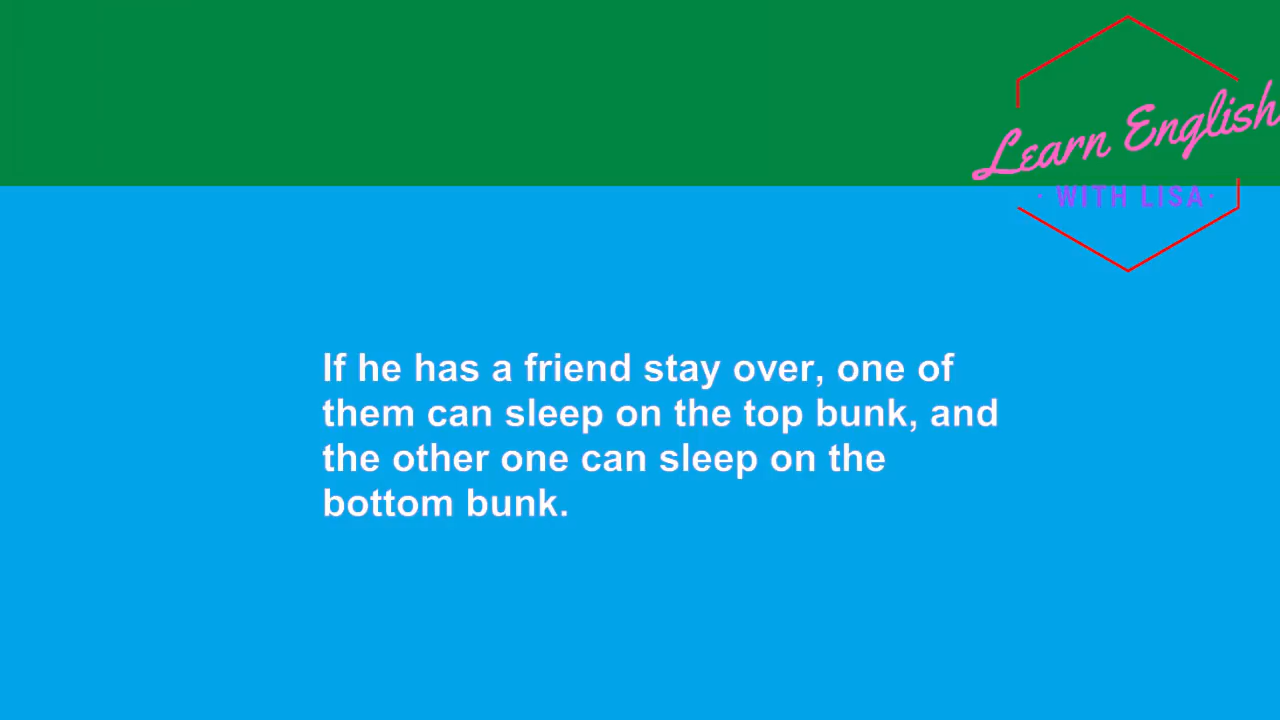 Learn English
· WITH LISA ·
If he has a friend stay over, one of
them can sleep on the top bunk, and
the other one can sleep on the
bottom bunk.